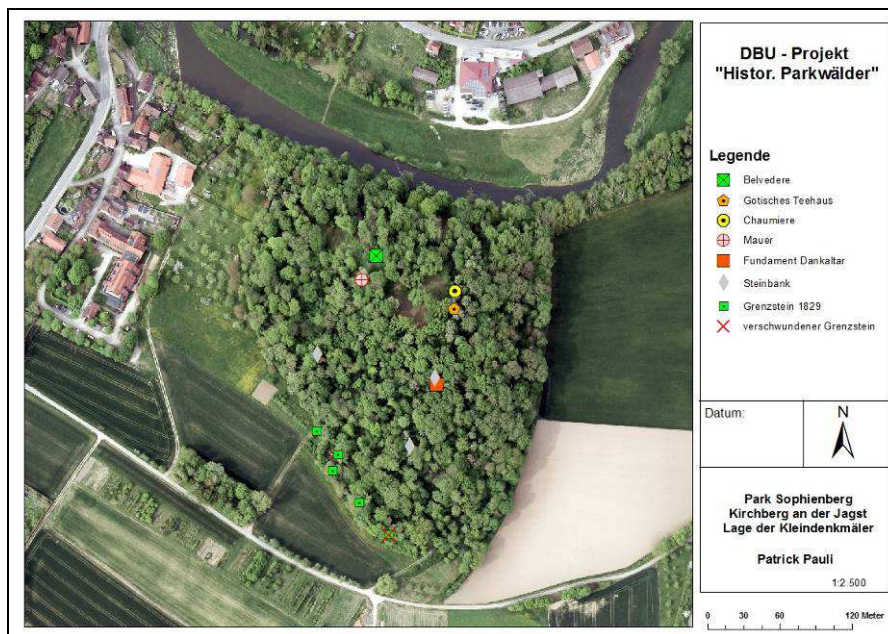 DBU - Projekt
"Histor. Parkwälder"
Legende
Belvedere
Gotisches Teehaus
Chaumiere
Mauer
Fundament Dankaltar
Steinbank
Grenzstein 1829
verschwundener Grenzstein
Datum:
N
Park Sophienberg
Kirchberg an der Jagst
Lage der Kleindenkmäler
Patrick Pauli
1:2.500
0 30 60 120 Meter